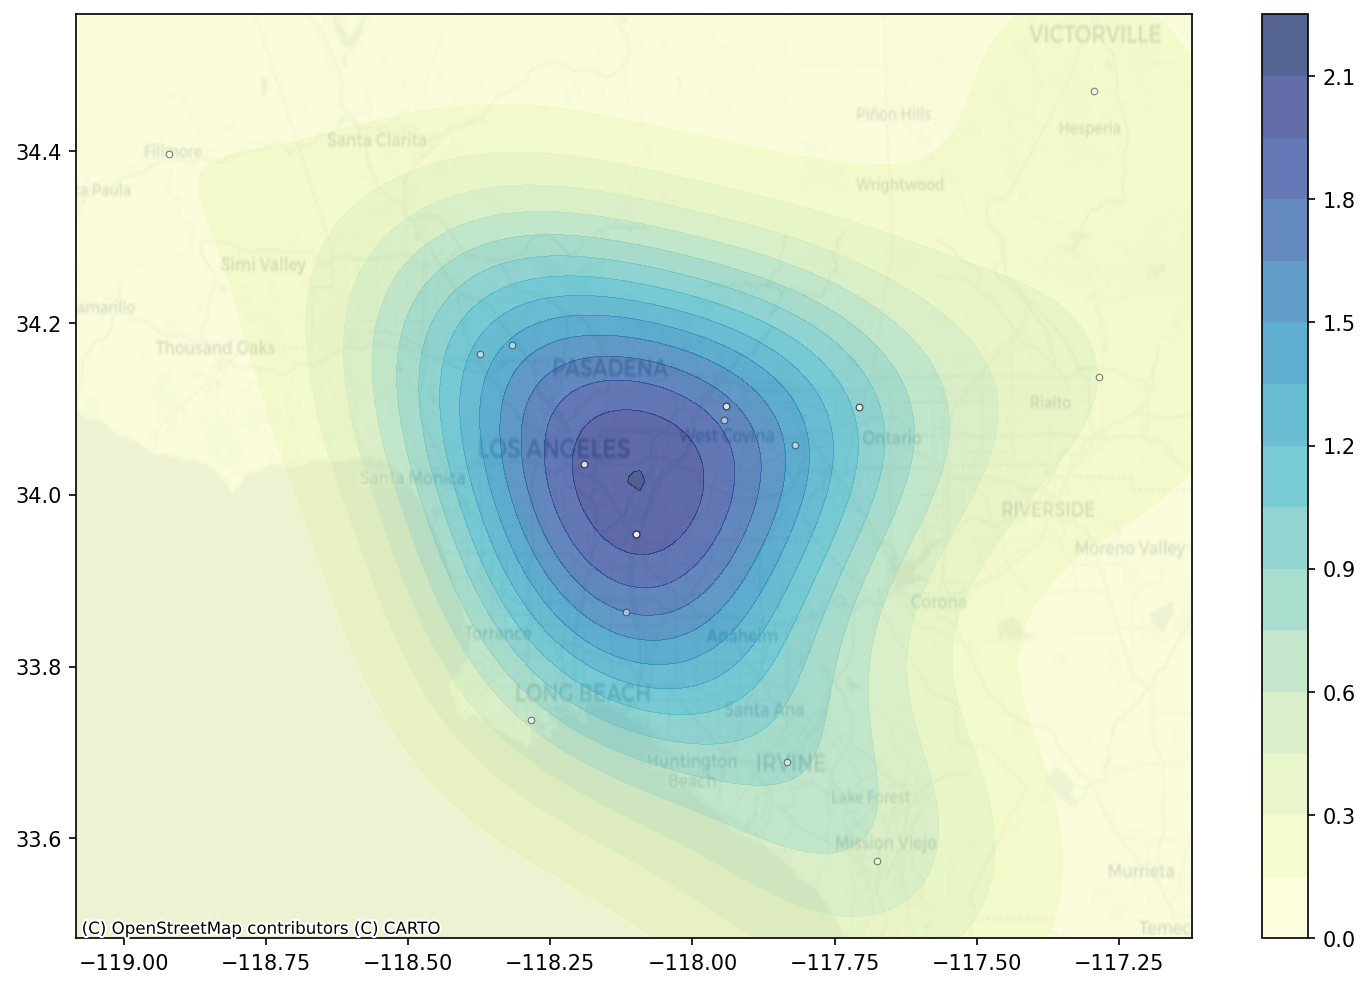 VICTORVILLE
2.1
Piñon Hills
Hesperia
Santa Clarita
34.4
Fillmore
Wrightwood
a Paula
1.8
Simi Valley
amarillo
34.2
1.5
Thousand Oaks
PASADENA
Rialto
West Covina
Ontario
1.2
LOS ANGELES
Santa Monica
34.0
RIVERSIDE
Moreno Valley
0.9
Corona
Torrance
Anaheim
33.8
LONG BEACH
0.6
Santa Ana
Huntington
Beach
IRVINE
Lake Forest
0.3
33.6
Mission Viejo
Murrieta
(C) OpenStreetMap contributors (C) CARTO
Temec
0.0
−119.00 −118.75 −118.50 −118.25 −118.00 −117.75 −117.50 −117.25